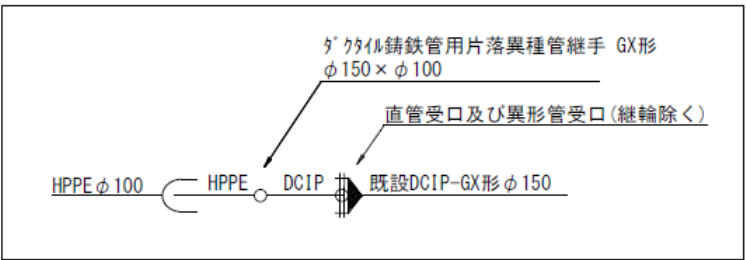 ﾀﾞｸﾀｲﾙ鋳鉄管用片落異種管継手 GX形
φ150×φ100
直管受口及び異形管受口(継輪除く)
HPPEφ100 HPPE DCIP 既設DCIP-GX形φ150